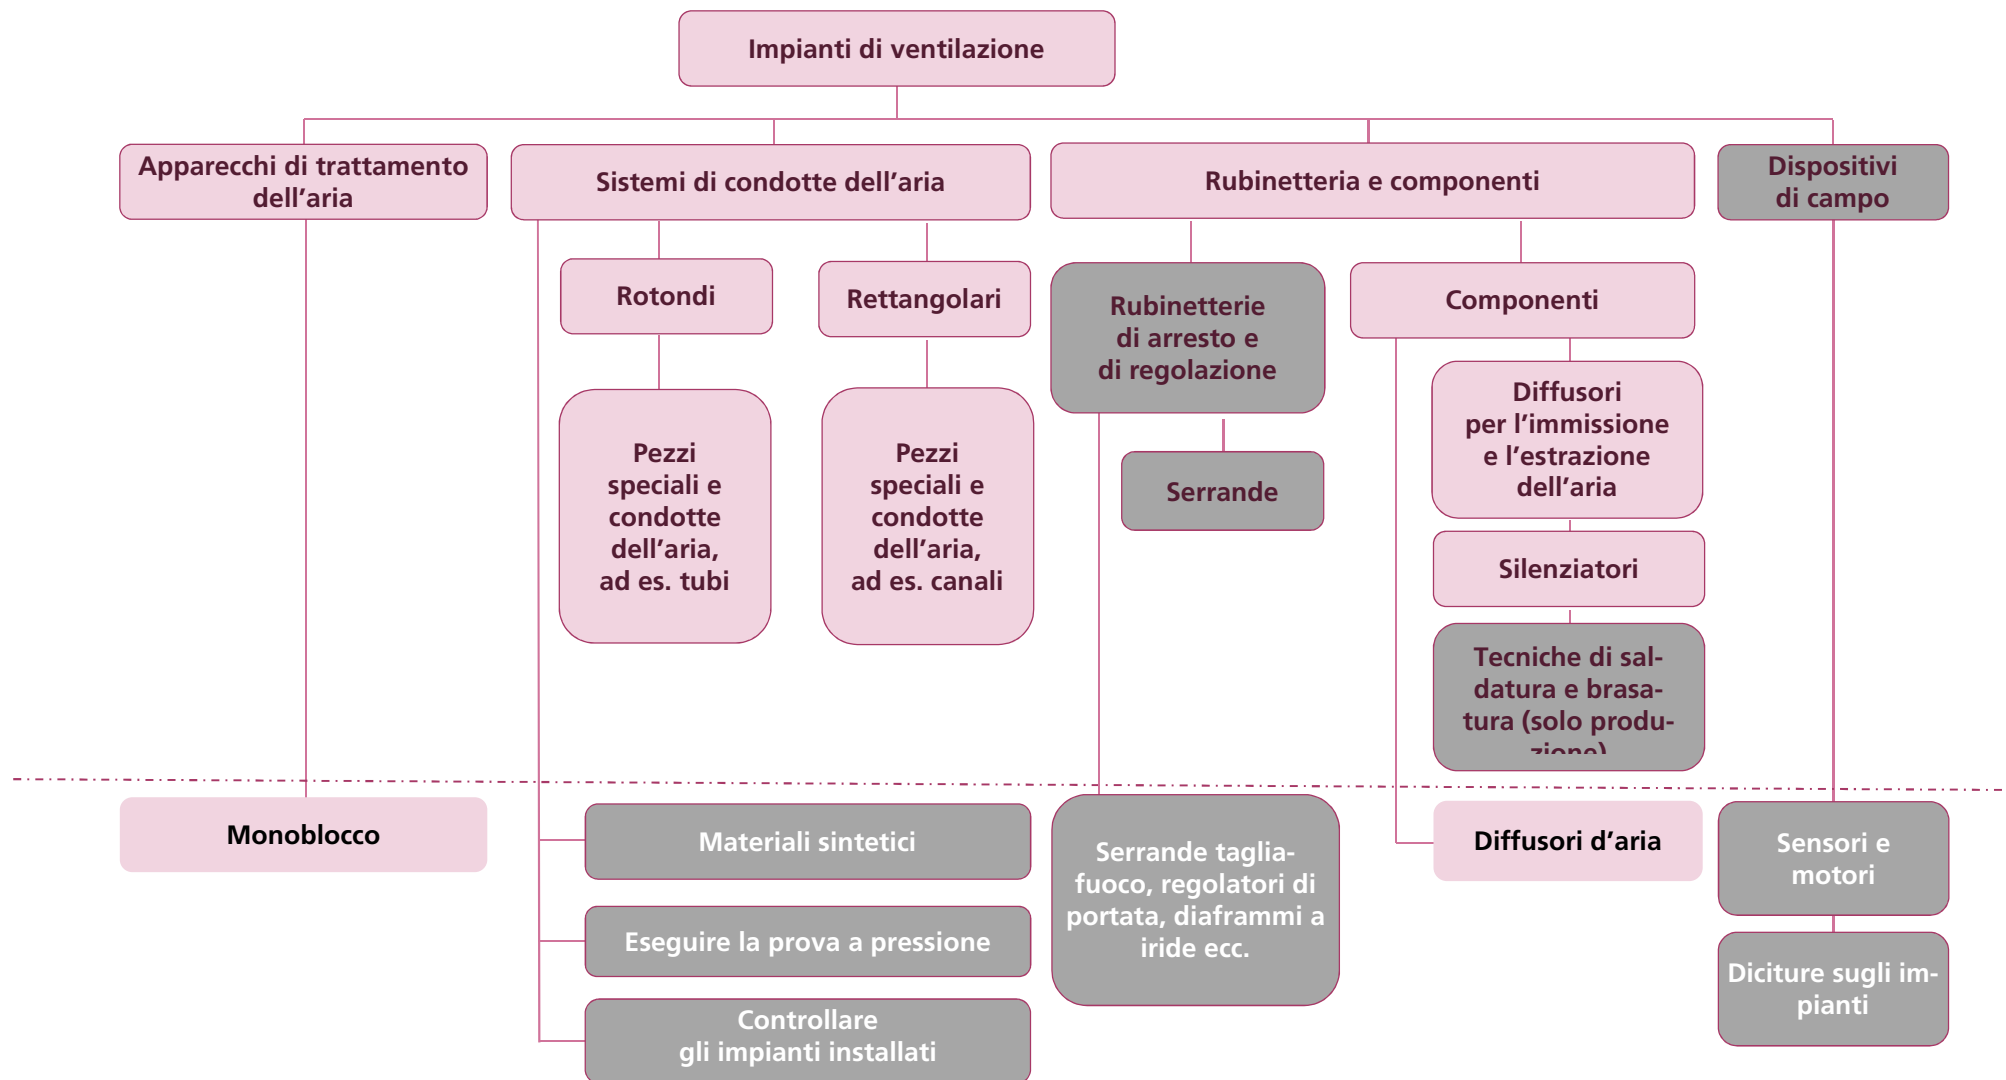 Impianti di ventilazione
Apparecchi di trattamento
dell’aria
Sistemi di condotte dell’aria
Rubinetteria e componenti
Dispositivi
di campo
Rotondi
Rettangolari
Rubinetterie
di arresto e
di regolazione
Componenti
Pezzi
speciali e
condotte
dell’aria,
ad es. tubi
Pezzi
speciali e
condotte
dell’aria,
ad es. canali
Serrande
Diffusori
per l’immissione
e l’estrazione
dell’aria
Silenziatori
Tecniche di sal-
datura e brasa-
tura (solo produ-
zione)
Monoblocco
Materiali sintetici
Eseguire la prova a pressione
Controllare
gli impianti installati
Serrande taglia-
fuoco, regolatori di
portata, diaframmi a
iride ecc.
Diffusori d’aria
Sensori e
motori
Diciture sugli im-
pianti